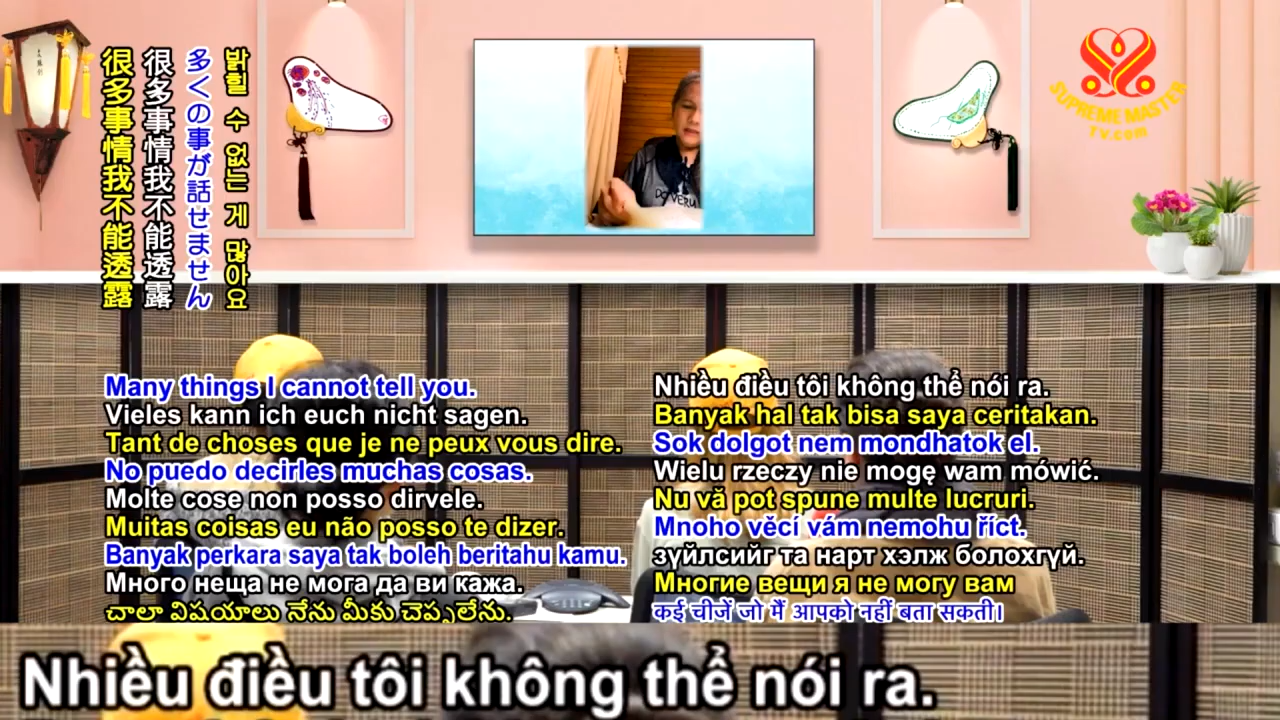 很多事情我不能透露
很多事情我不能透露
多くの事が話せません
밝힐 수 없는 게 많아요
SUPREME MASTER
TV.com
DO VERU
Many things I cannot tell you.
Vieles kann ich euch nicht sagen.
Tant de choses que je ne peux vous dire.
No puedo decirles muchas cosas.
Molte cose non posso dirvele.
Muitas coisas eu não posso te dizer.
Banyak perkara saya tak boleh beritahu kamu.
Много неща не мога да ви кажа.
చాలా విషయాలు నేను మీకు చెప్పలేను.
Nhiều điều tôi không thể nói ra.
Banyak hal tak bisa saya ceritakan.
Sok dolgot nem mondhatok el.
Wielu rzeczy nie mogę wam mówić.
Nu vă pot spune multe lucruri.
Mnoho věcí vám nemohu říct.
зүйлсийг та нарт хэлж болохгүй.
Многие вещи я не могу вам
कई चीजें जो मैं आपको नहीं बता सकती।
Nhiều điều tôi không thể nói ra.